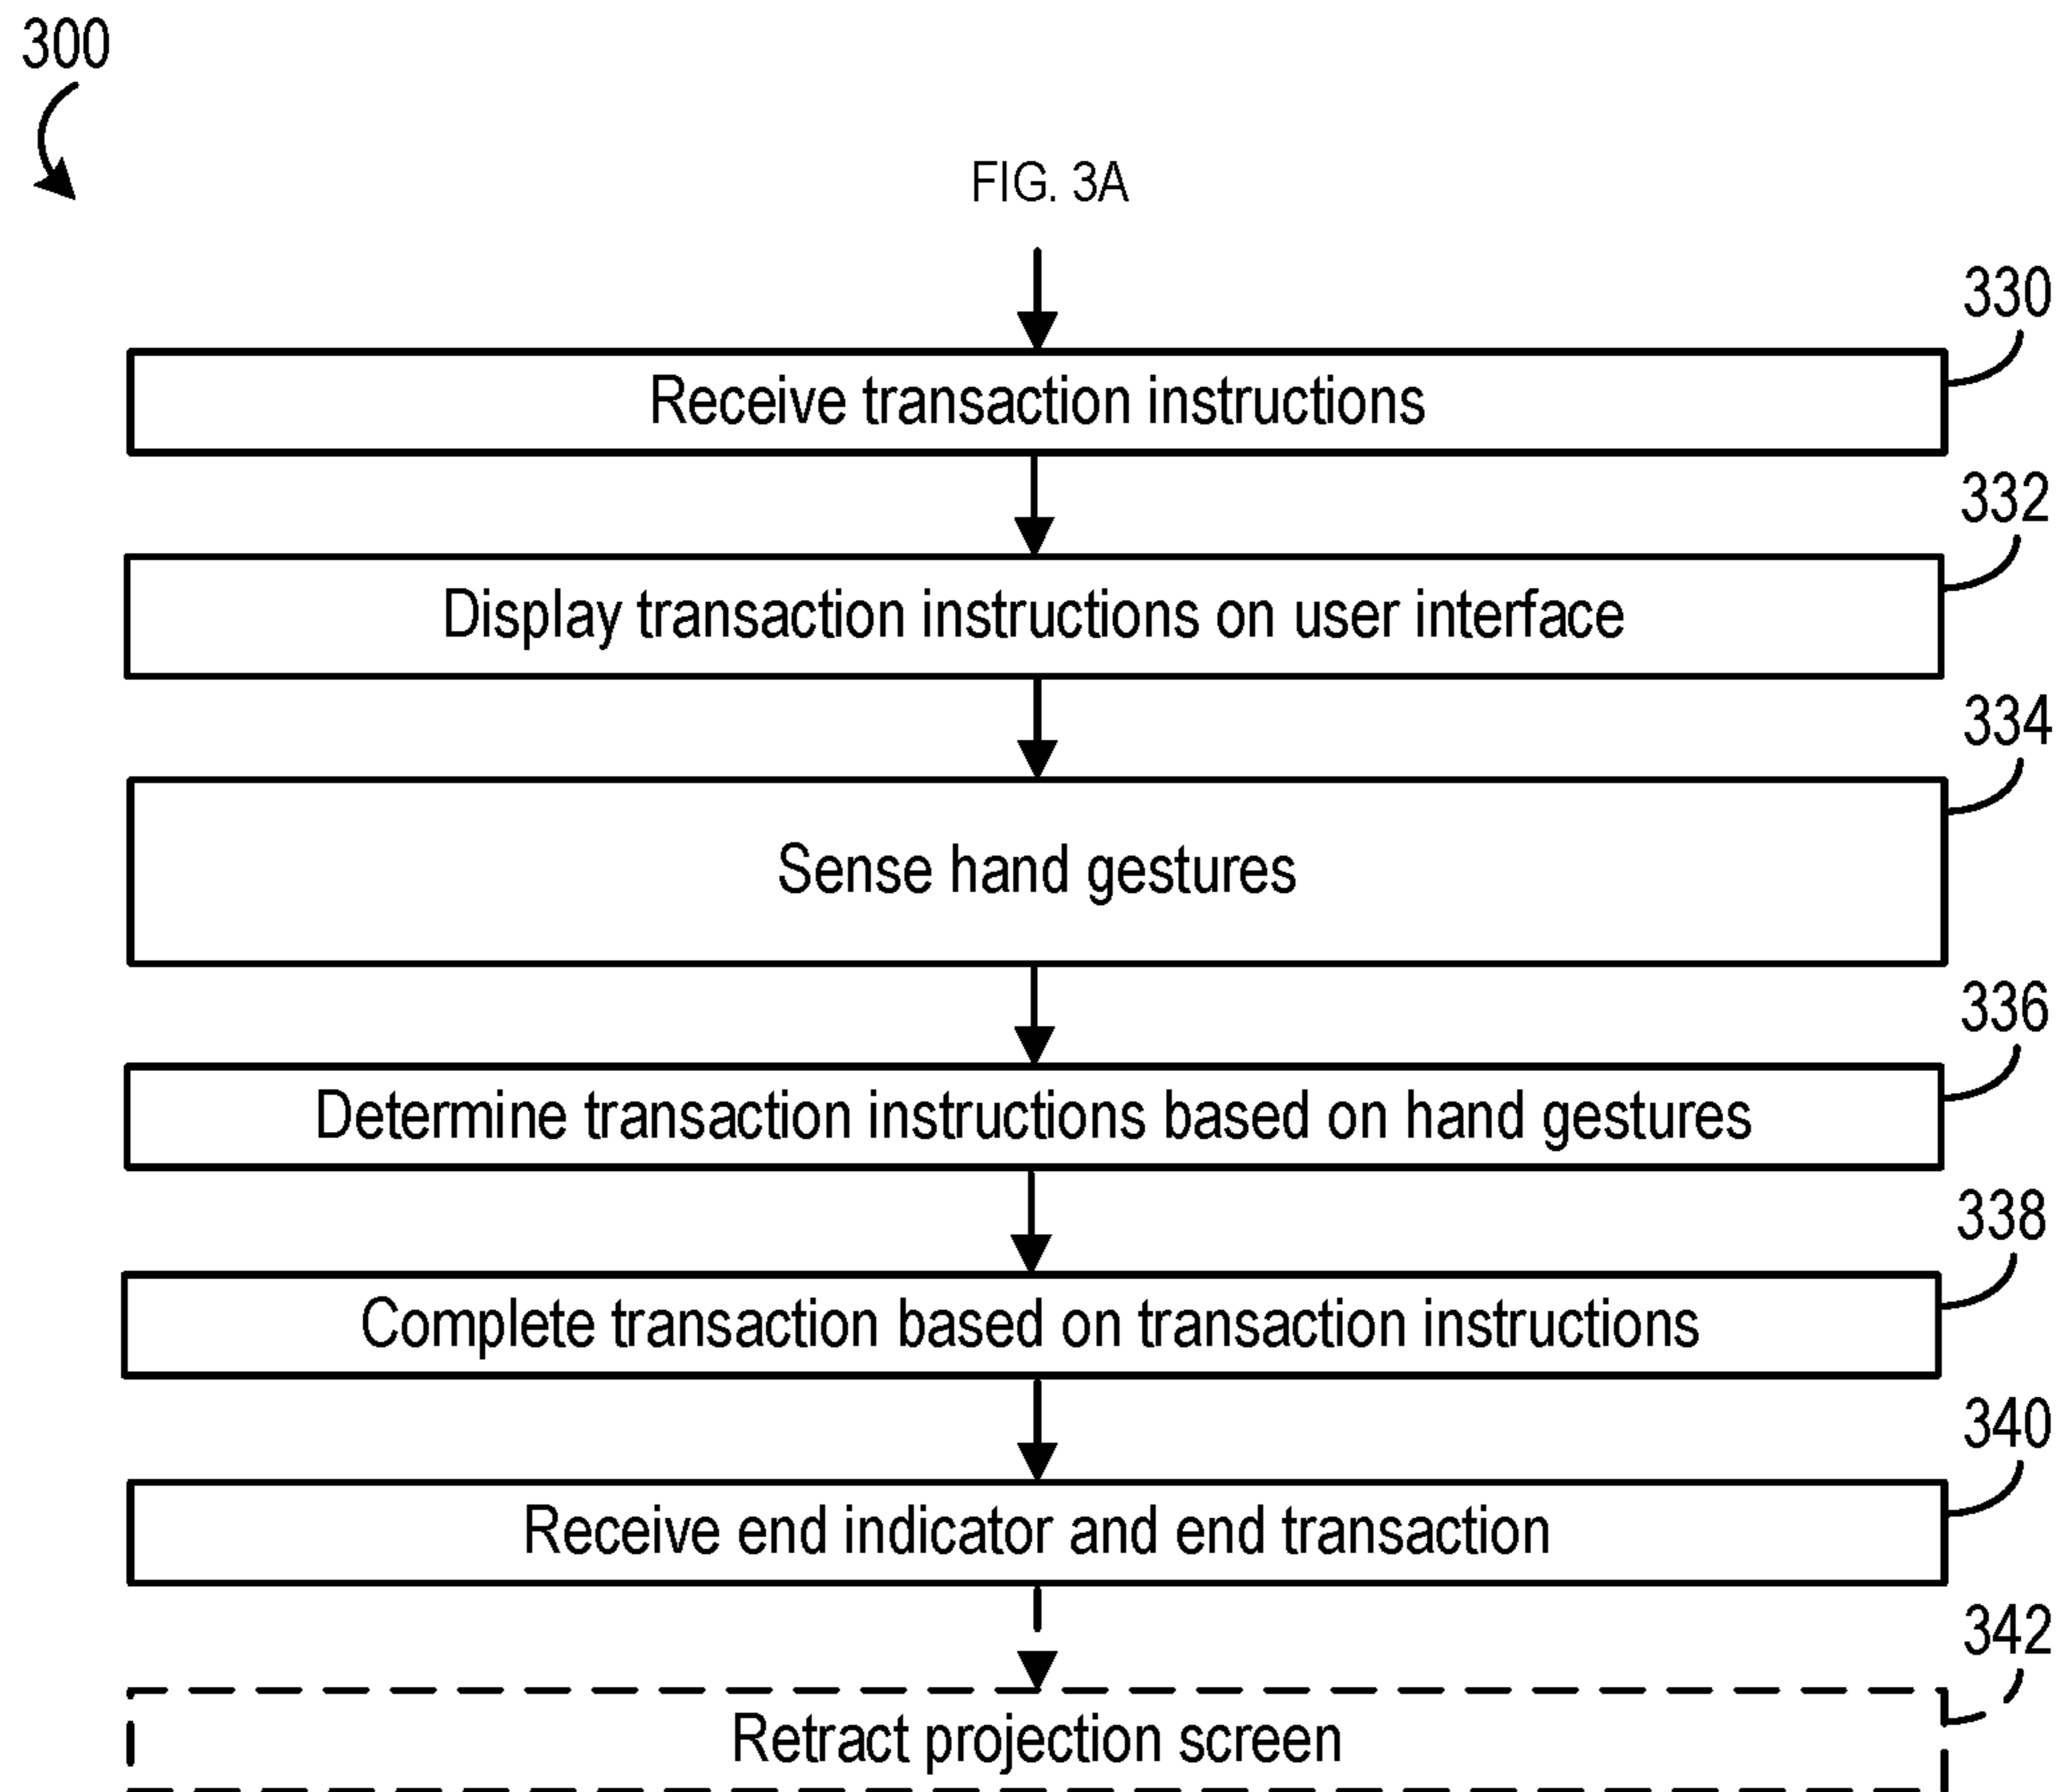 300
FIG. 3A
330
Receive transaction instructions
332
Display transaction instructions on user interface
334
Sense hand gestures
336
Determine transaction instructions based on hand gestures
338
Complete transaction based on transaction instructions
340
Receive end indicator and end transaction
342
Retract projection screen